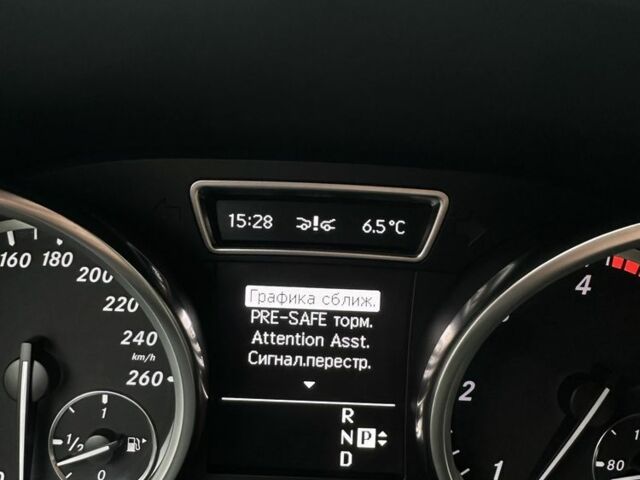 15:28 6.5°C
Графика сближ.
PRE-SAFE торм.
Attention Asst.
Сигнал.перестр.
R
N P
D
160 180 200 220 240 260
km/h
1
1/2
0
4
2
1
80